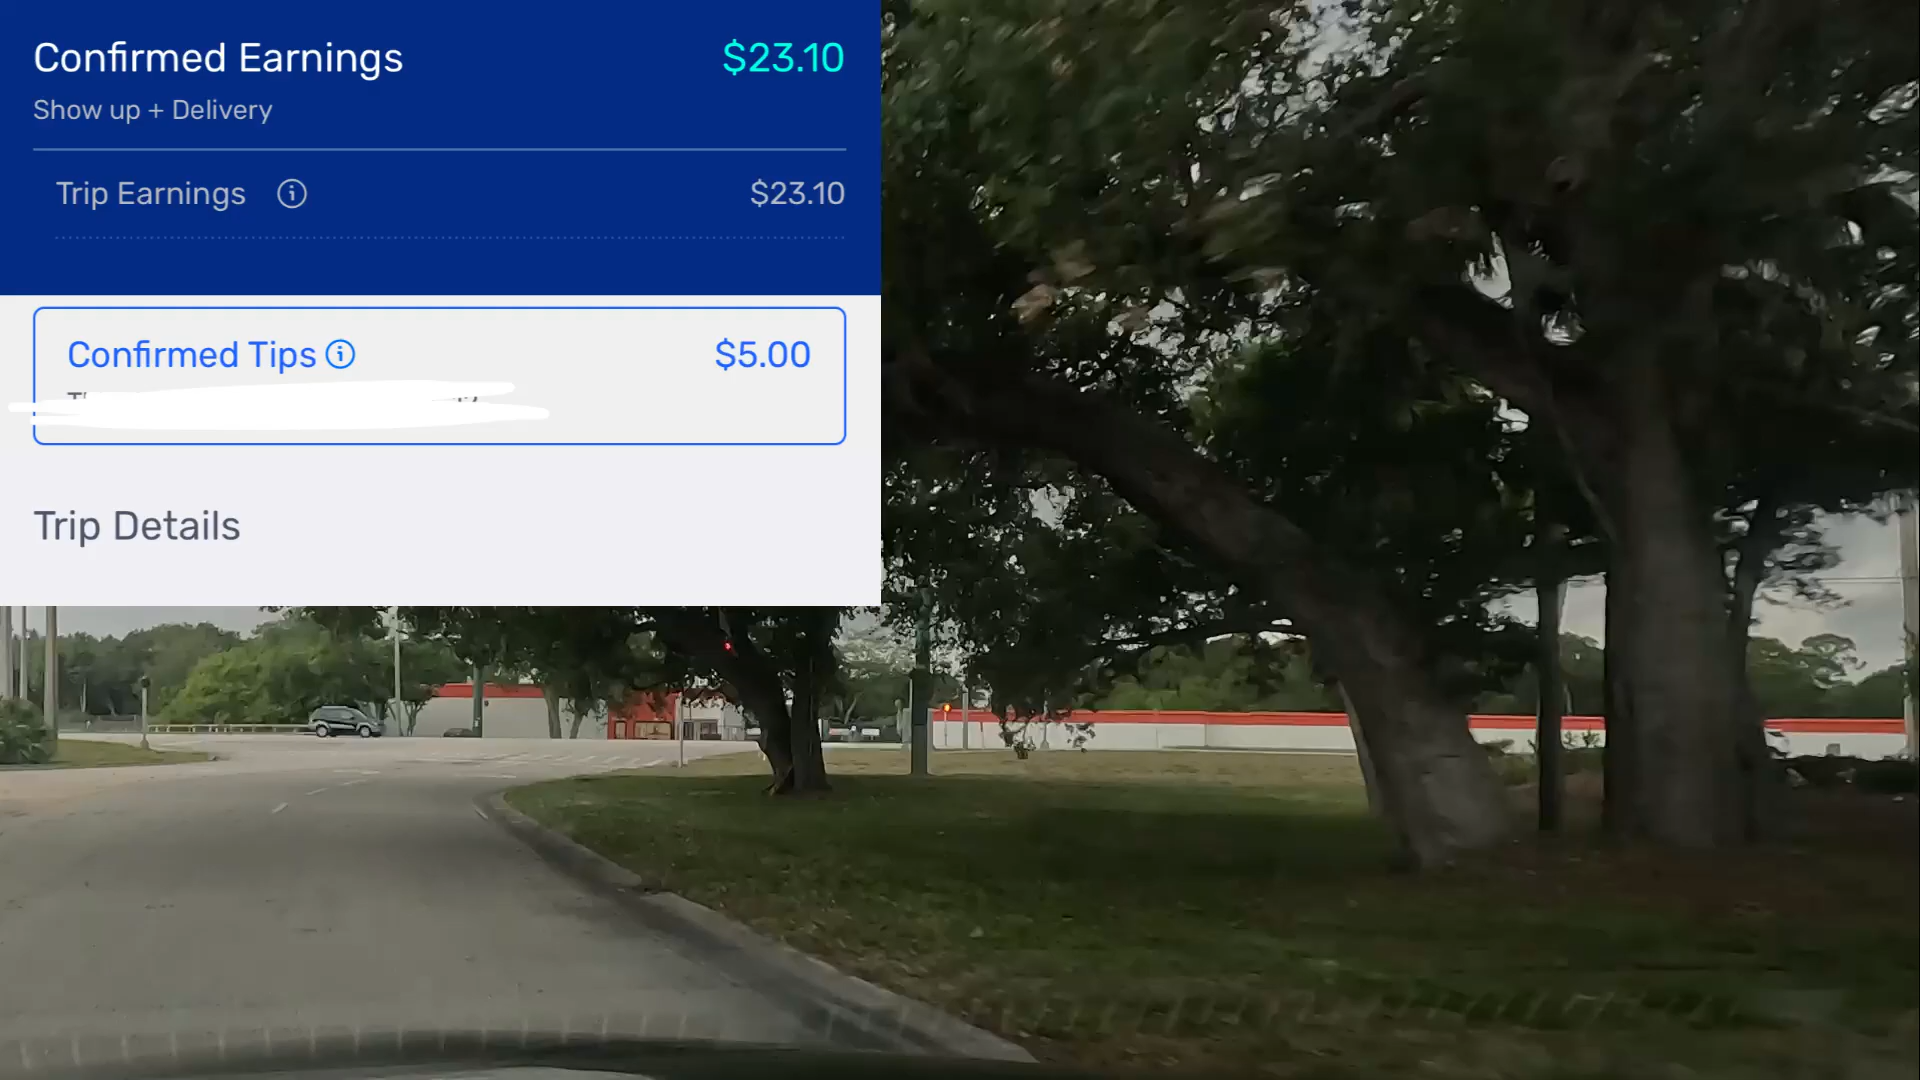 Confirmed Earnings $23.10
Show up + Delivery
Trip Earnings $23.10
Confirmed Tips $5.00
Trip Details